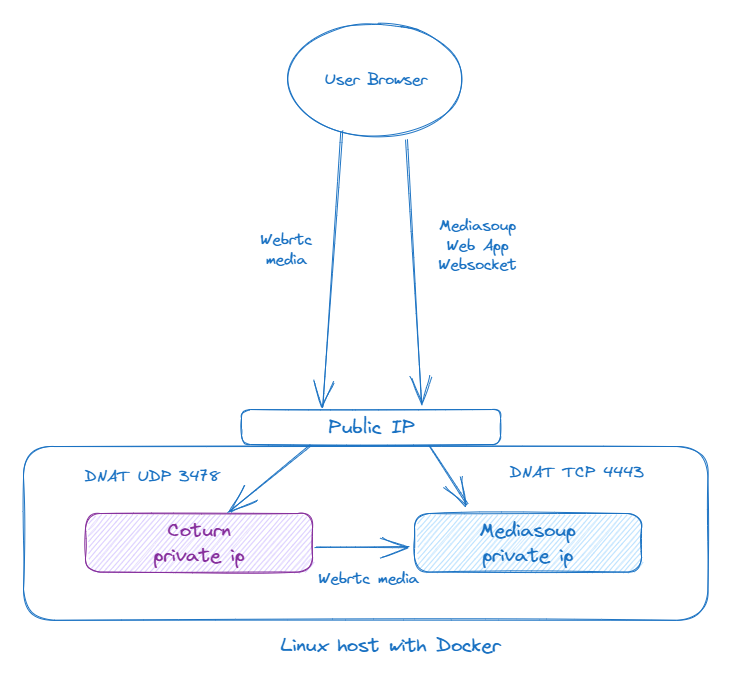 User Browser
Webrtc
media
Mediasoup
Web App
Websocket
Public IP
DNAT UDP 3478
DNAT TCP 4443
Coturn
private ip
Mediasoup
private ip
Webrtc media
Linux host with Docker